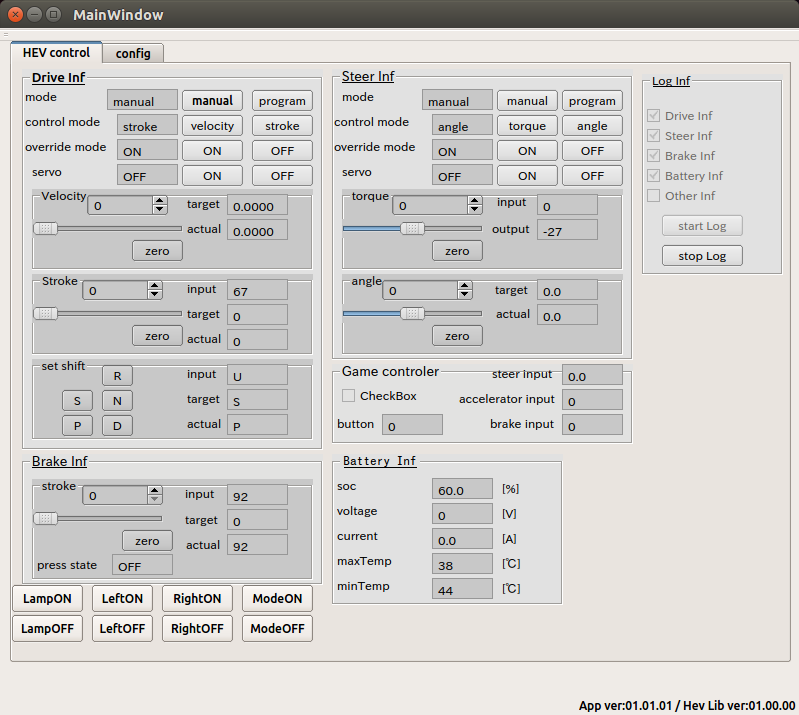 MainWindow
HEV control config
Drive Inf
mode manual manual program
control mode stroke velocity stroke
override mode ON ON OFF
servo OFF ON OFF
Velocity 0 target 0.0000
actual 0.0000
zero
Stroke 0 input 67
target 0
zero actual 0
set shift R input U
S N target S
P D actual P
Brake Inf
stroke 0 input 92
target 0
zero actual 92
press state OFF
LampON LeftON RightON ModeON
LampOFF LeftOFF RightOFF ModeOFF
Steer Inf
mode manual manual program
control mode angle torque angle
override mode ON ON OFF
servo OFF ON OFF
torque 0 input 0
output -27
zero
angle 0 target 0.0
actual 0.0
zero
Game controler steer input 0.0
CheckBox accelerator input 0
button 0 brake input 0
Battery Inf
soc 60.0 [%]
voltage 0 [V]
current 0.0 [A]
maxTemp 38 [℃]
minTemp 44 [℃]
Log Inf
Drive Inf
Steer Inf
Brake Inf
Battery Inf
Other Inf
start Log
stop Log
App ver:01.01.01 / Hev Lib ver:01.00.00